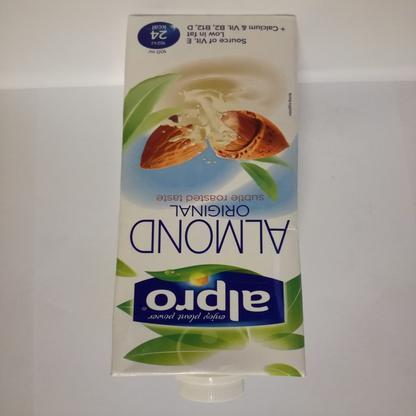 enjoy plant power
alpro
ALMOND
ORIGINAL
subtle roasted taste
Source of Vit. E
Low in fat
+ Calcium & Vit. B2, B12, D
100 ml
24
kcal